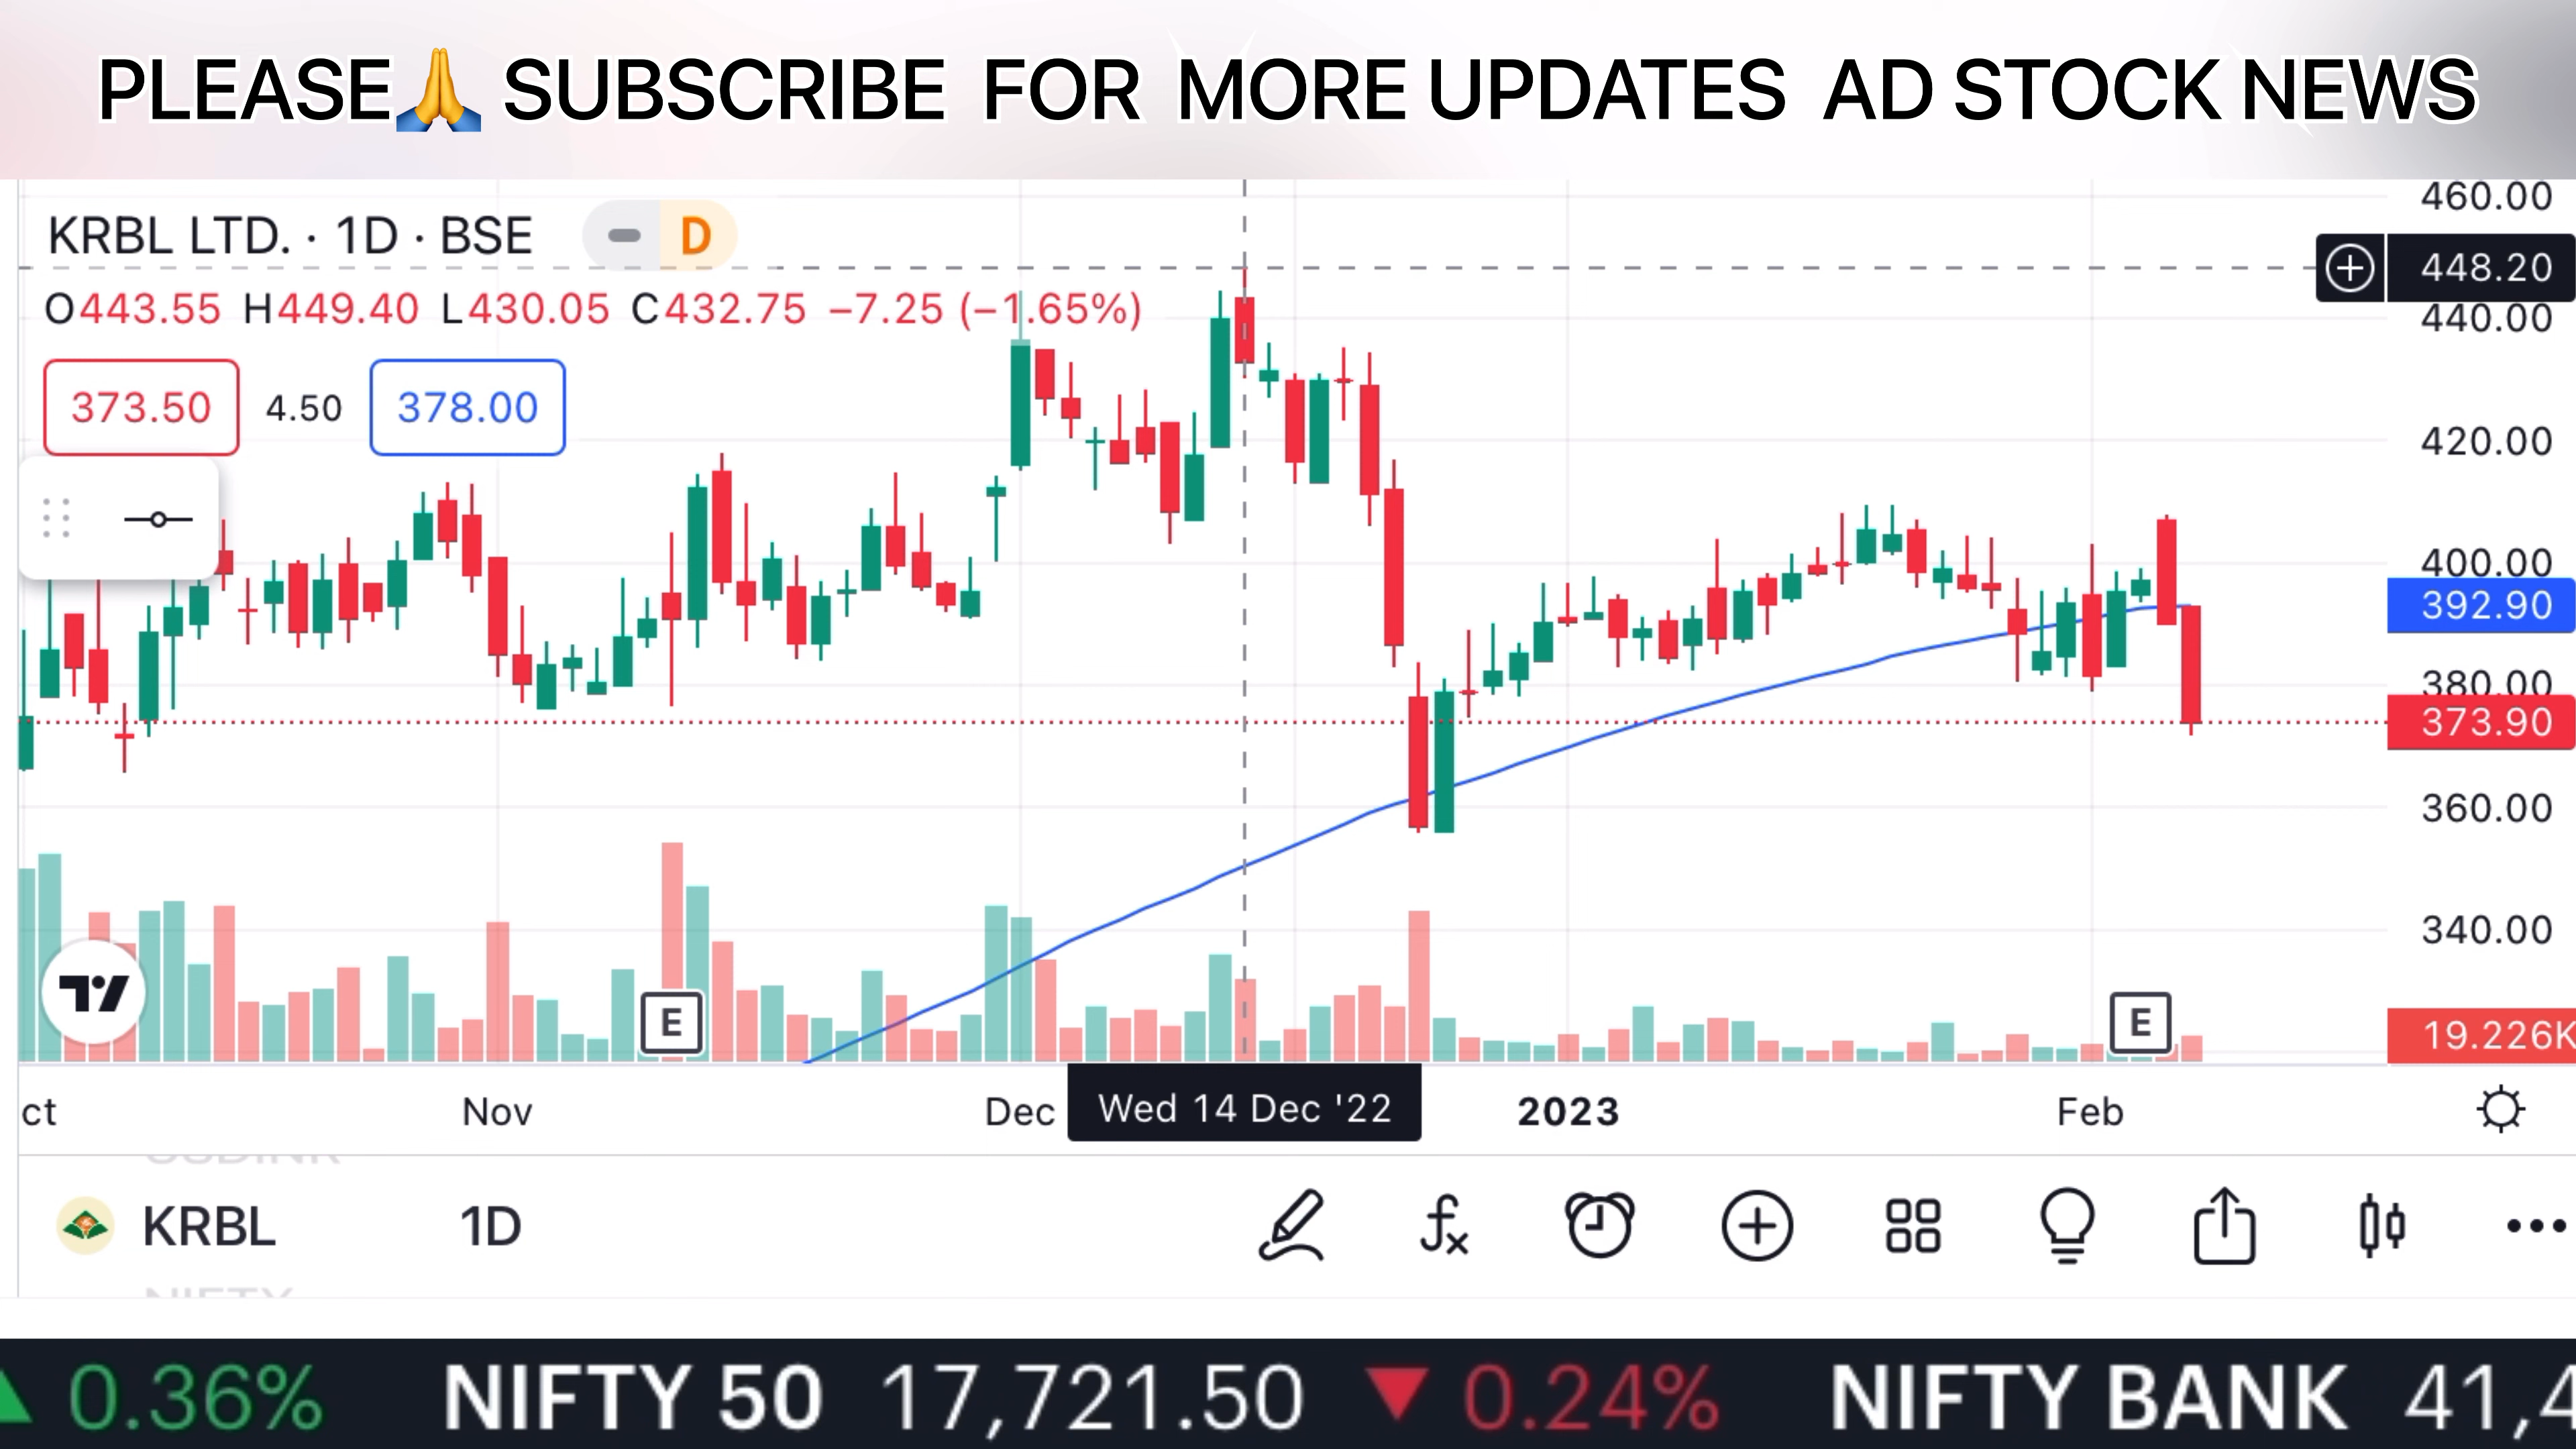 PLEASE🙏 SUBSCRIBE FOR MORE UPDATES AD STOCK NEWS
460.00
KRBL LTD. · 1D · BSE D
448.20
O443.55 H449.40 L430.05 C432.75 −7.25 (−1.65%)
440.00
373.50 4.50 378.00
420.00
400.00
392.90
380.00
373.90
360.00
340.00
E E
19.226K
ct Nov Dec Wed 14 Dec '22 2023 Feb
KRBL 1D
NIFTY
▲ 0.36% NIFTY 50 17,721.50 ▼ 0.24% NIFTY BANK 41,4